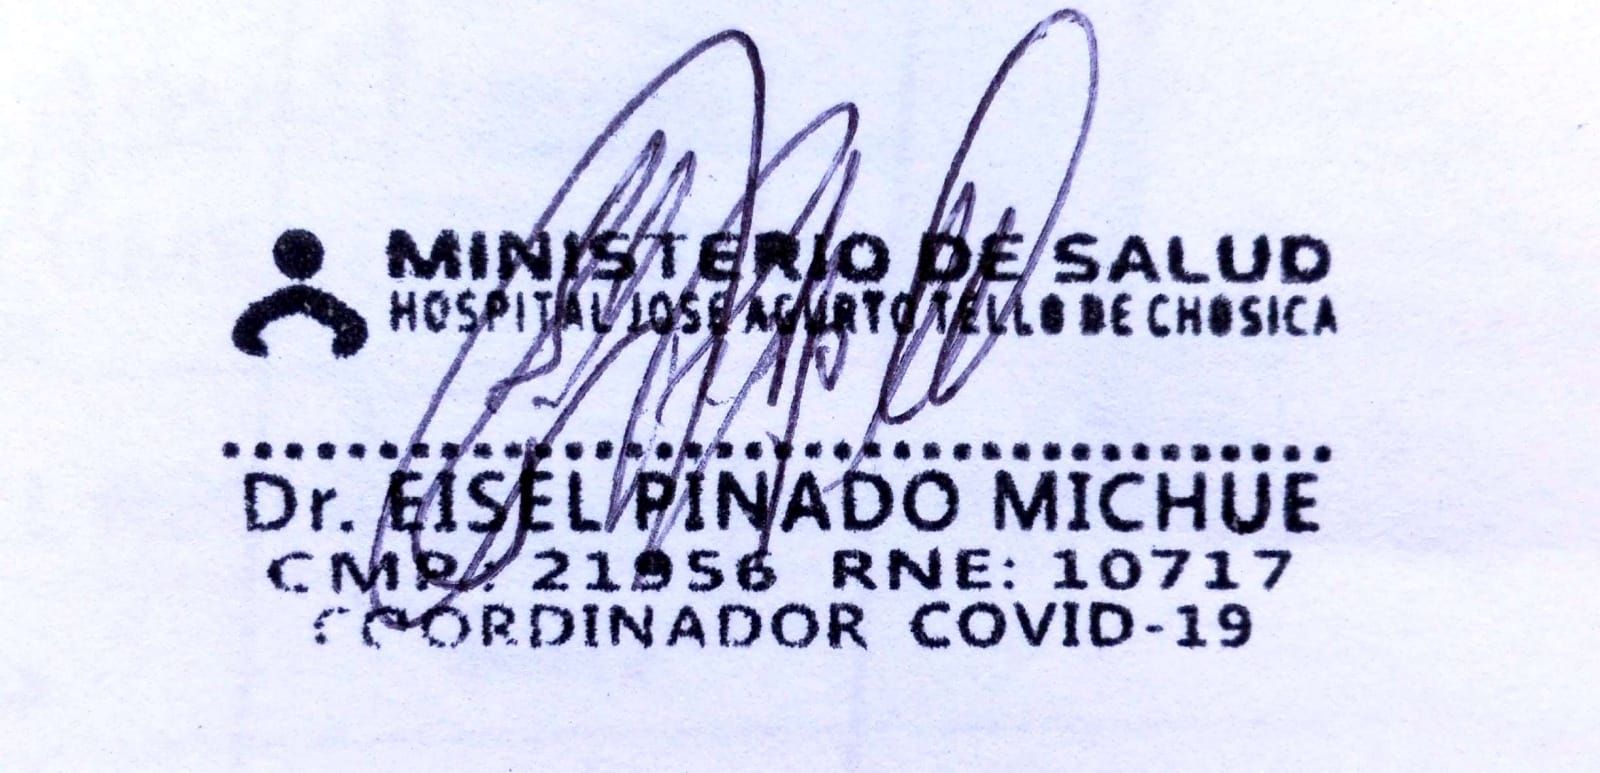 MINISTERIO DE SALUD
HOSPITAL JOSE AGURTO TELLO DE CHOSICA
Dr. EISEL PINADO MICHUE
CMP: 21956 RNE: 10717
COORDINADOR COVID-19